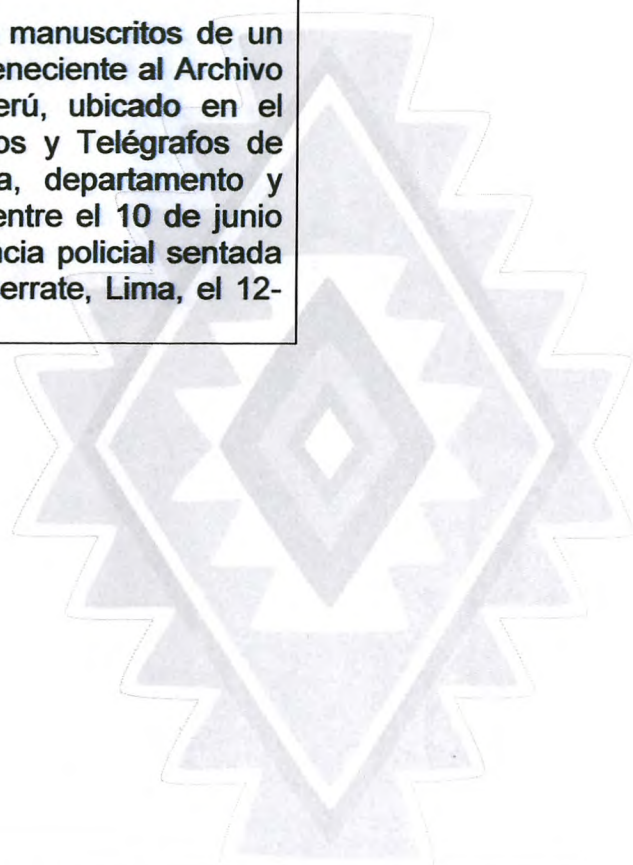 manuscritos de un
eneciente al Archivo
erú, ubicado en el
os y Telégrafos de
a, departamento y
entre el 10 de junio
ncia policial sentada
errate, Lima, el 12-